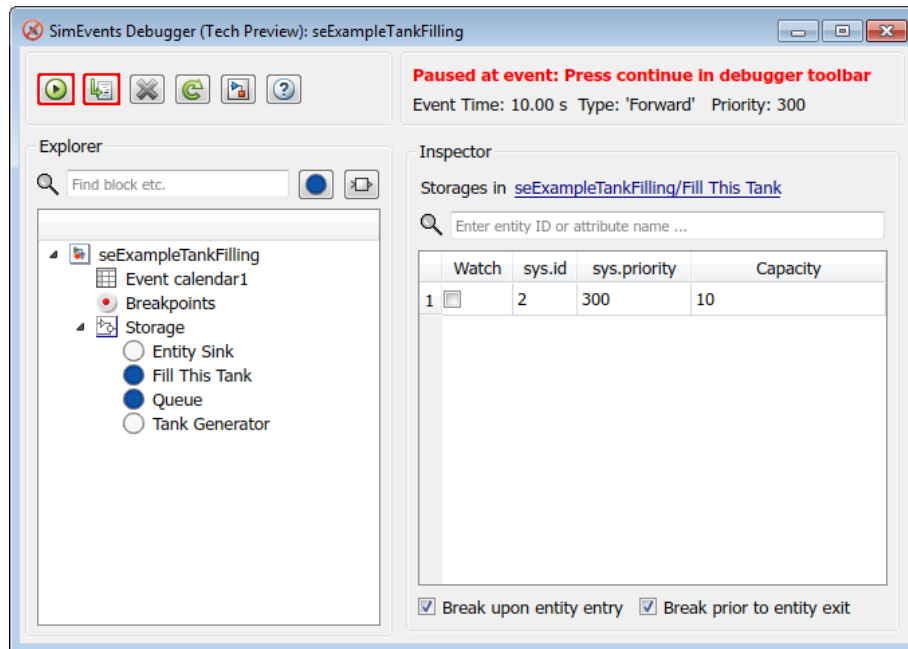 SimEvents Debugger (Tech Preview): seExampleTankFilling
Paused at event: Press continue in debugger toolbar
Event Time: 10.00 s Type: 'Forward' Priority: 300
Explorer
Find block etc.
seExampleTankFilling
Event calendar1
Breakpoints
Storage
Entity Sink
Fill This Tank
Queue
Tank Generator
Inspector
Storages in seExampleTankFilling/Fill This Tank
Enter entity ID or attribute name ...
Watch sys.id sys.priority Capacity
1 2 300 10
Break upon entity entry Break prior to entity exit